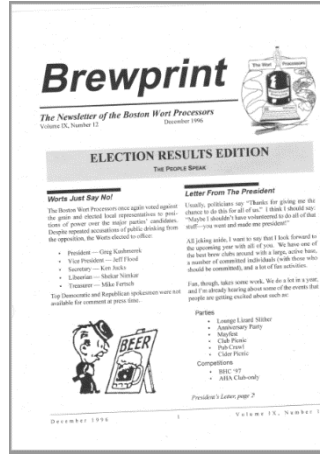 The Wort Processors
Brewprint
The Newsletter of the Boston Wort Processors
Volume IX, Number 12 December 1996
ELECTION RESULTS EDITION
THE PEOPLE SPEAK
Worts Just Say No!
The Boston Wort Processors once again voted against
the grain and elected local representatives to posi-
tions of power over the major parties' candidates.
Despite repeated accusations of public drinking from
the opposition, the Worts elected to office:
• President — Greg
• Vice President — Jeff Flood
• Secretary — Ken Jucks
• Librarian — Shekar Nimkar
• Treasurer — Mike Fertsch
Top Democratic and Republican spokesmen were not
available for comment at press time.
BEER
Letter From The President
Usually, politicians say "Thanks for giving me the
chance to do this for all of us." I think I should say:
"Maybe I shouldn't have volunteered to do all of that
stuff—you went and made me president!"
All joking aside, I want to say that I look forward to
the upcoming year with all of you. We have one of
the best brew clubs around with a large, active base,
a number of committed individuals (with those who
should be committed), and a lot of fun activities.
Fun, though, takes some work. We do a lot in a year,
and I'm already hearing about some of the events that
people are getting excited about such as:
Parties
• Lounge Lizard Slither
• Anniversary Party
• Mayfest
• Club Picnic
• Pub Crawl
• Cider Picnic
Competitions
• BHC '97
• AHA Club-only
President's Letter, page 2
December 1996 1 Volume IX, Number 1